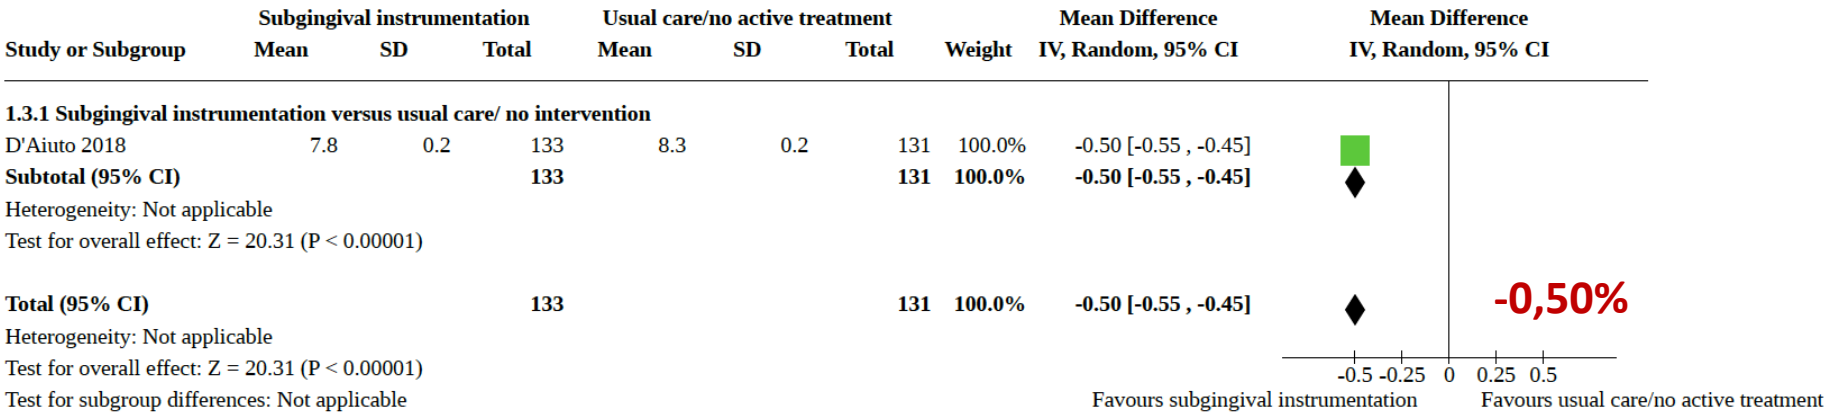 Subgingival instrumentation Usual care/no active treatment Mean Difference Mean Difference
Study or Subgroup Mean SD Total Mean SD Total Weight IV, Random, 95% CI IV, Random, 95% CI
1.3.1 Subgingival instrumentation versus usual care/ no intervention
D'Aiuto 2018 7.8 0.2 133 8.3 0.2 131 100.0% -0.50 [-0.55 , -0.45]
Subtotal (95% CI) 133 131 100.0% -0.50 [-0.55 , -0.45]
Heterogeneity: Not applicable
Test for overall effect: Z = 20.31 (P < 0.00001)
Total (95% CI) 133 131 100.0% -0.50 [-0.55 , -0.45] -0,50%
Heterogeneity: Not applicable
Test for overall effect: Z = 20.31 (P < 0.00001) -0.5 -0.25 0 0.25 0.5
Test for subgroup differences: Not applicable Favours subgingival instrumentation Favours usual care/no active treatment